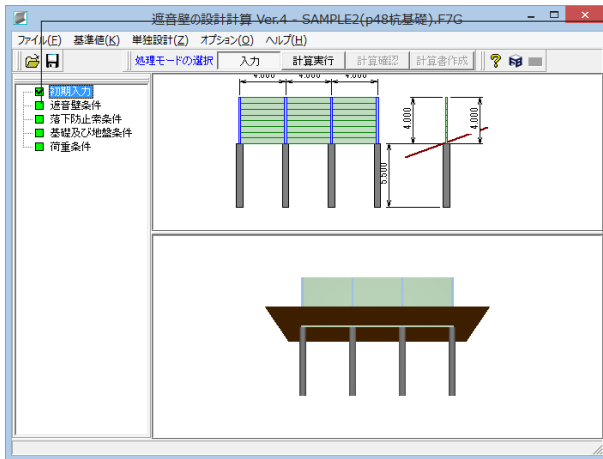 遮音壁の設計計算 Ver.4 - SAMPLE2(p48杭基礎).F7G
ファイル(F) 基準値(K) 単独設計(Z) オプション(O) ヘルプ(H)
処理モードの選択 入力 計算実行 計算確認 計算書作成
初期入力
遮音壁条件
落下防止索条件
基礎及び地盤条件
荷重条件
4.000 4.000 4.000
4.000 4.000
5.500